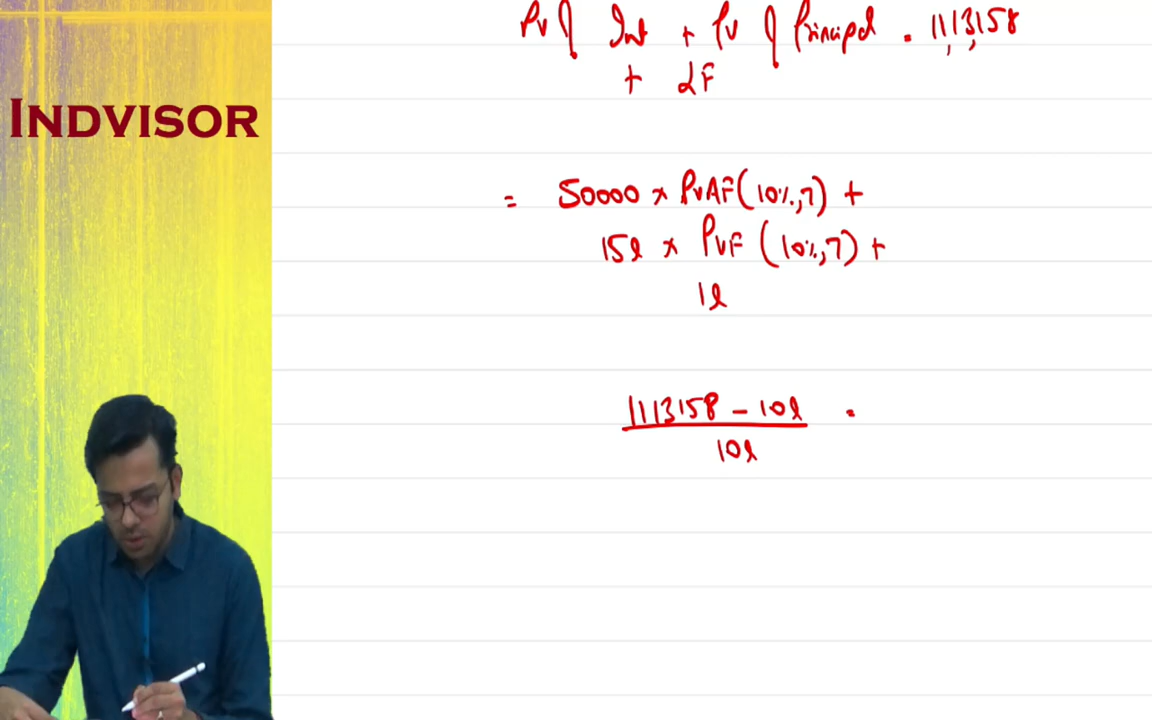 PV of Int + PV of Principal = 1113158
+ LF
INDVISOR
= 50000 x PVAF(10%,7) +
15l x PVF (10%,7) +
1l
1113158 - 10l =
10l